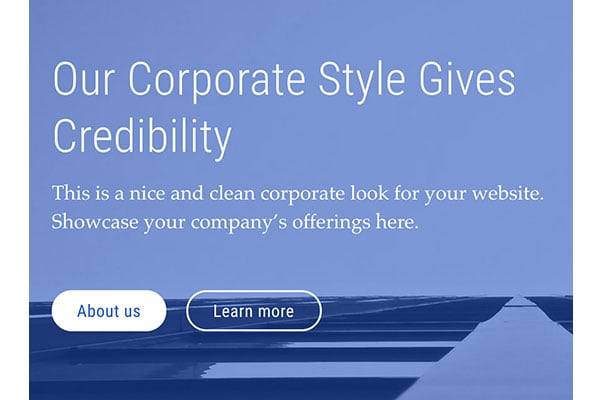 Our Corporate Style Gives
Credibility
This is a nice and clean corporate look for your website.
Showcase your company’s offerings here.
About us
Learn more